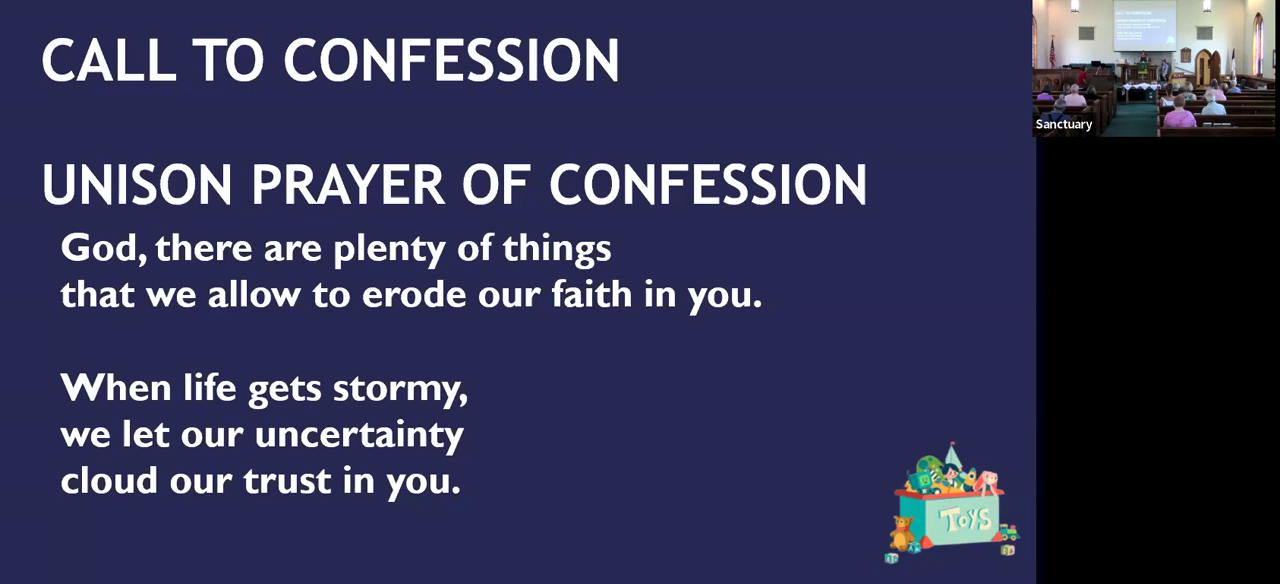 CALL TO CONFESSION
UNISON PRAYER OF CONFESSION
God, there are plenty of things
that we allow to erode our faith in you.
When life gets stormy,
we let our uncertainty
cloud our trust in you.
TOYS
Sanctuary